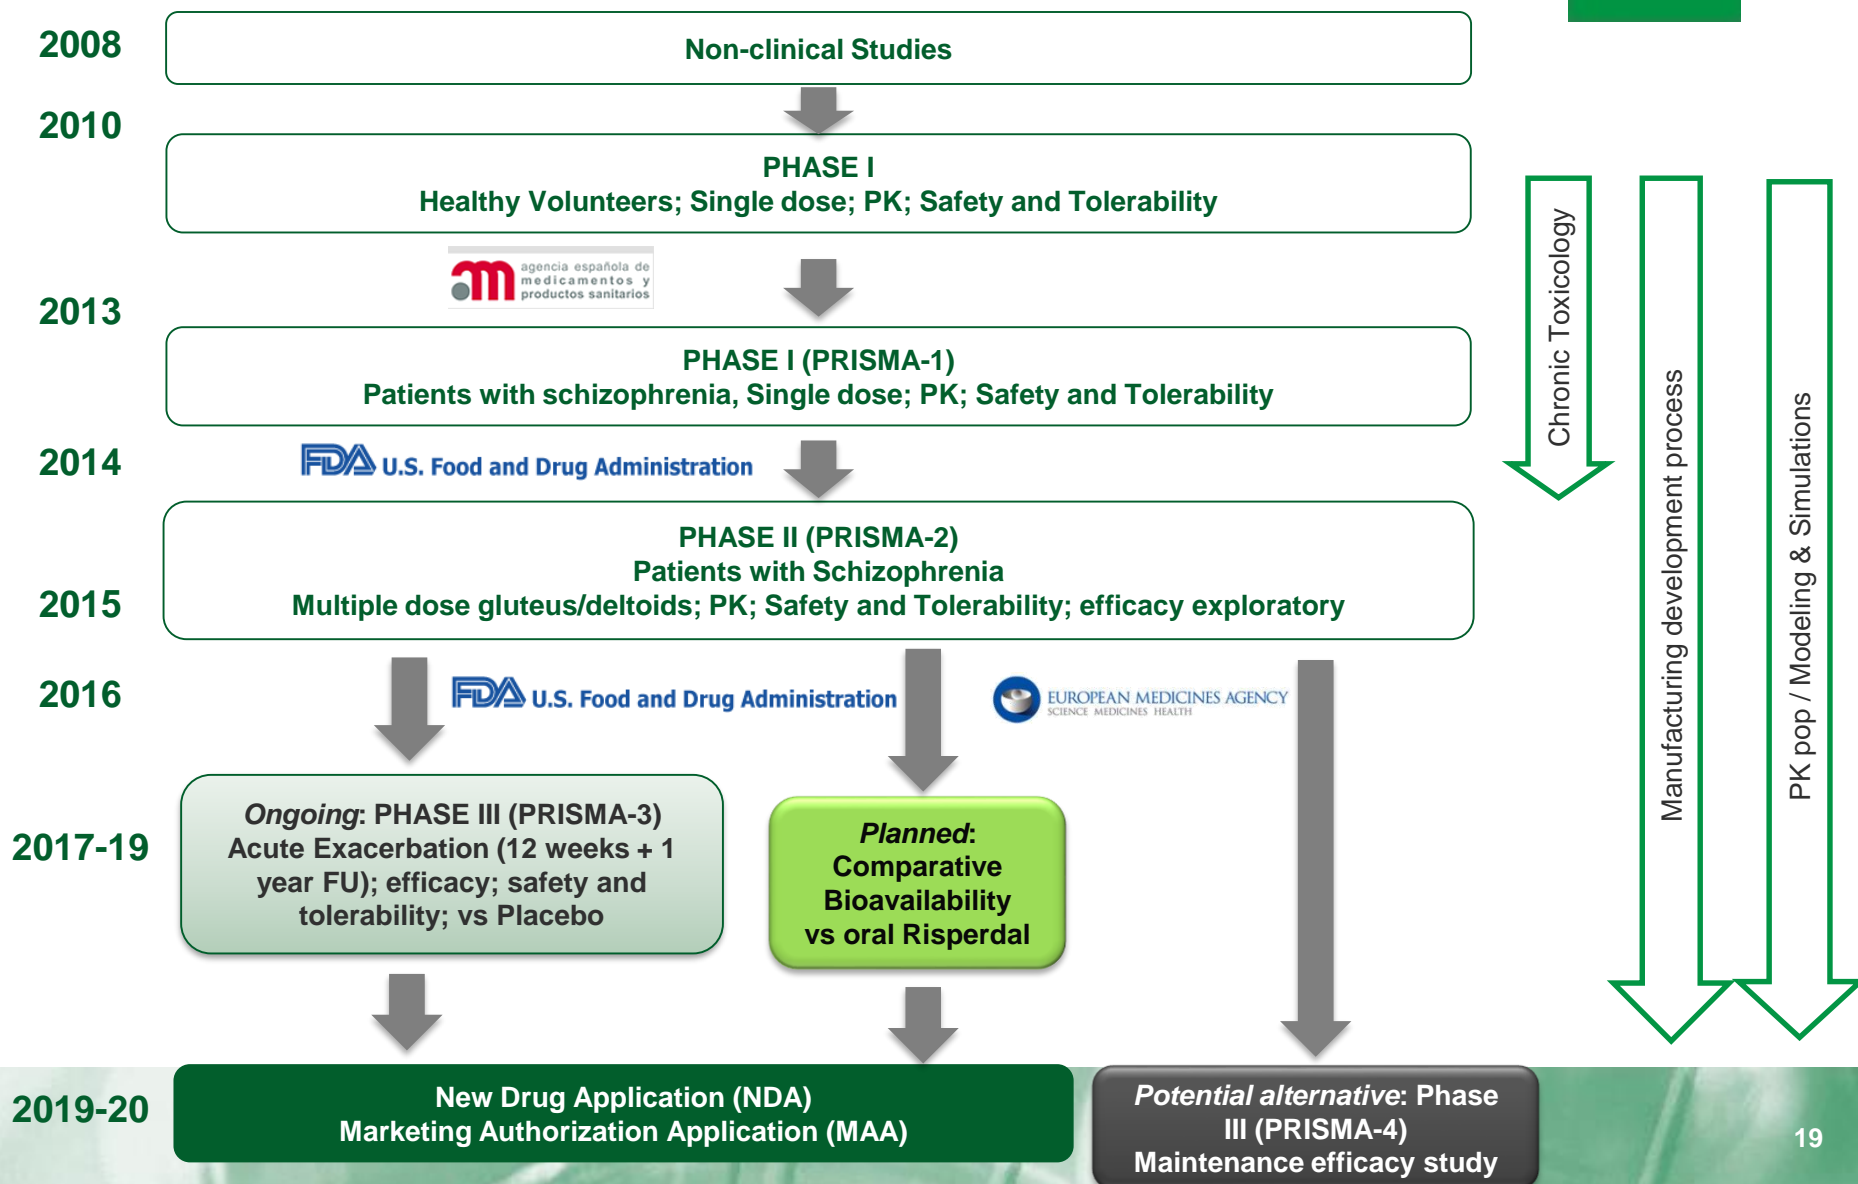 2008
Non-clinical Studies
2010
PHASE I
Healthy Volunteers; Single dose; PK; Safety and Tolerability
agencia española de
medicamentos y
productos sanitarios
2013
PHASE I (PRISMA-1)
Patients with schizophrenia, Single dose; PK; Safety and Tolerability
2014
FDA U.S. Food and Drug Administration
PHASE II (PRISMA-2)
Patients with Schizophrenia
2015
Multiple dose gluteus/deltoids; PK; Safety and Tolerability; efficacy exploratory
2016
FDA U.S. Food and Drug Administration
EUROPEAN MEDICINES AGENCY
SCIENCE MEDICINES HEALTH
2017-19
Ongoing: PHASE III (PRISMA-3)
Acute Exacerbation (12 weeks + 1
year FU); efficacy; safety and
tolerability; vs Placebo
Planned:
Comparative
Bioavailability
vs oral Risperdal
2019-20
New Drug Application (NDA)
Marketing Authorization Application (MAA)
Potential alternative: Phase
III (PRISMA-4)
Maintenance efficacy study
Chronic Toxicology
Manufacturing development process
PK pop / Modeling & Simulations
19